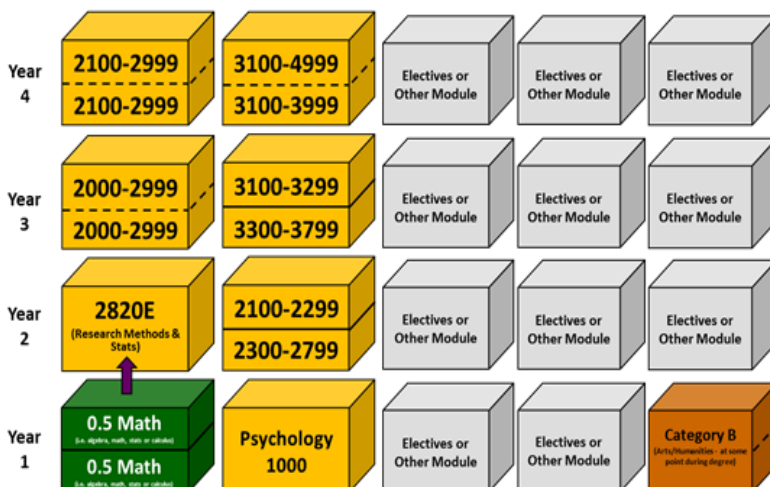 Year
4
2100-2999
2100-2999
3100-4999
3100-3999
Electives or
Other Module
Electives or
Other Module
Electives or
Other Module
Year
3
2000-2999
2000-2999
3100-3299
3300-3799
Electives or
Other Module
Electives or
Other Module
Electives or
Other Module
Year
2
2820E
(Research Methods &
Stats)
2100-2299
2300-2799
Electives or
Other Module
Electives or
Other Module
Electives or
Other Module
Year
1
0.5 Math
(i.e. algebra, math, stats or calculus)
0.5 Math
(i.e. algebra, math, stats or calculus)
Psychology
1000
Electives or
Other Module
Electives or
Other Module
Category B
(Arts/Humanities - at some
point during degree)